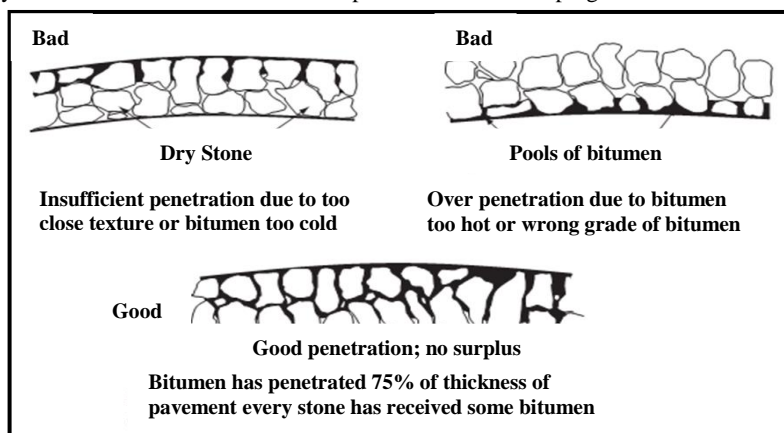 Bad
Dry Stone
Insufficient penetration due to too
close texture or bitumen too cold
Bad
Pools of bitumen
Over penetration due to bitumen
too hot or wrong grade of bitumen
Good
Good penetration; no surplus
Bitumen has penetrated 75% of thickness of
pavement every stone has received some bitumen